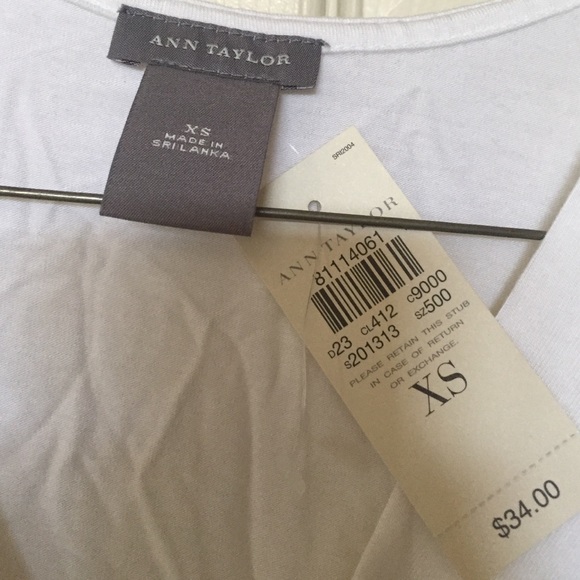 ANN TAYLOR
XS
MADE IN
SRI LANKA
SRI2004
ANN TAYLOR
81114061
D23 CL412 C9000
S201313 SZ500
PLEASE RETAIN THIS STUB
IN CASE OF RETURN
OR EXCHANGE.
XS
$34.00